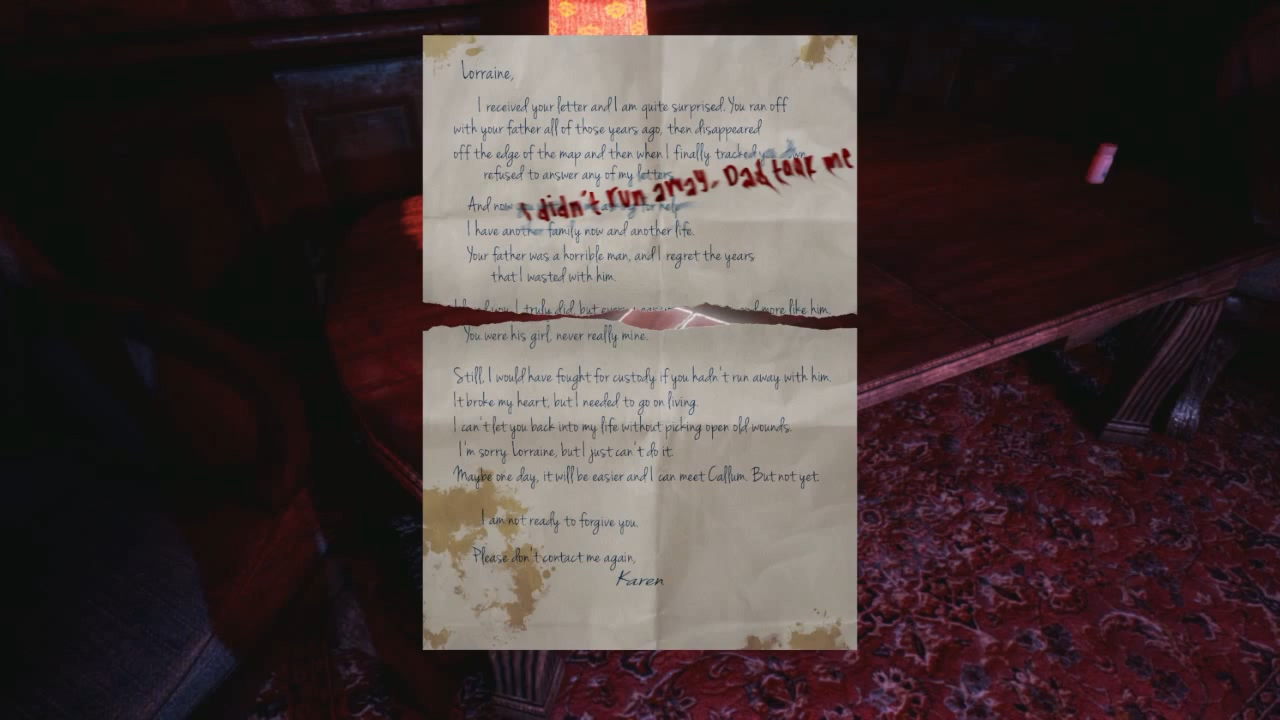 Lorraine,
I received your letter and I am quite surprised. You ran off
with your father all of those years ago, then disappeared
off the edge of the map and then when I finally tracked
refused to answer any of my letters
I didn't run away. Dad took me
And now for help
I have another family now and another life.
Your father was a horrible man, and I regret the years
that I wasted with him.
you, I truly did, but more like him.
You were his girl, never really mine.
Still, I would have fought for custody if you hadn't run away with him.
It broke my heart, but I needed to go on living.
I can't let you back into my life without picking open old wounds.
I'm sorry Lorraine, but I just can't do it.
Maybe one day, it will be easier and I can meet Callum. But not yet.
I am not ready to forgive you.
Please don't contact me again,
Karen